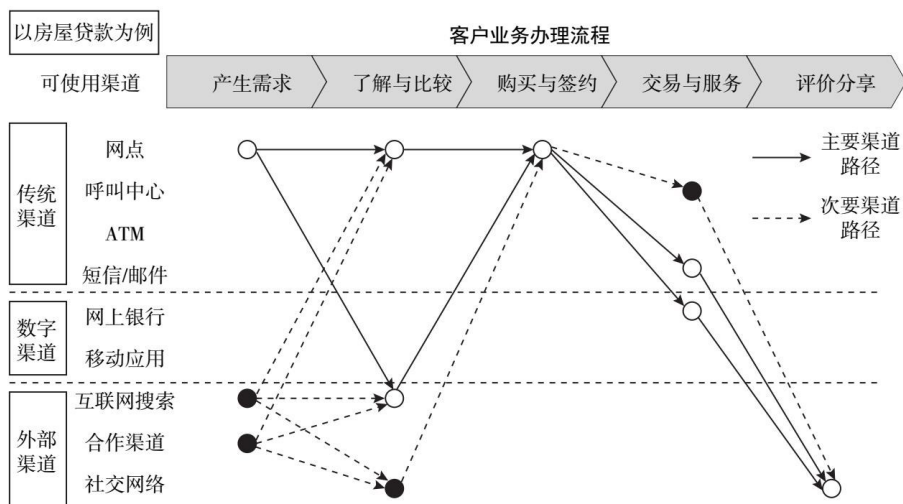 以房屋贷款为例
客户业务办理流程
可使用渠道
产生需求
了解与比较
购买与签约
交易与服务
评价分享
传统
渠道
网点
呼叫中心
ATM
短信/邮件
主要渠道
路径
次要渠道
路径
数字
渠道
网上银行
移动应用
外部
渠道
互联网搜索
合作渠道
社交网络